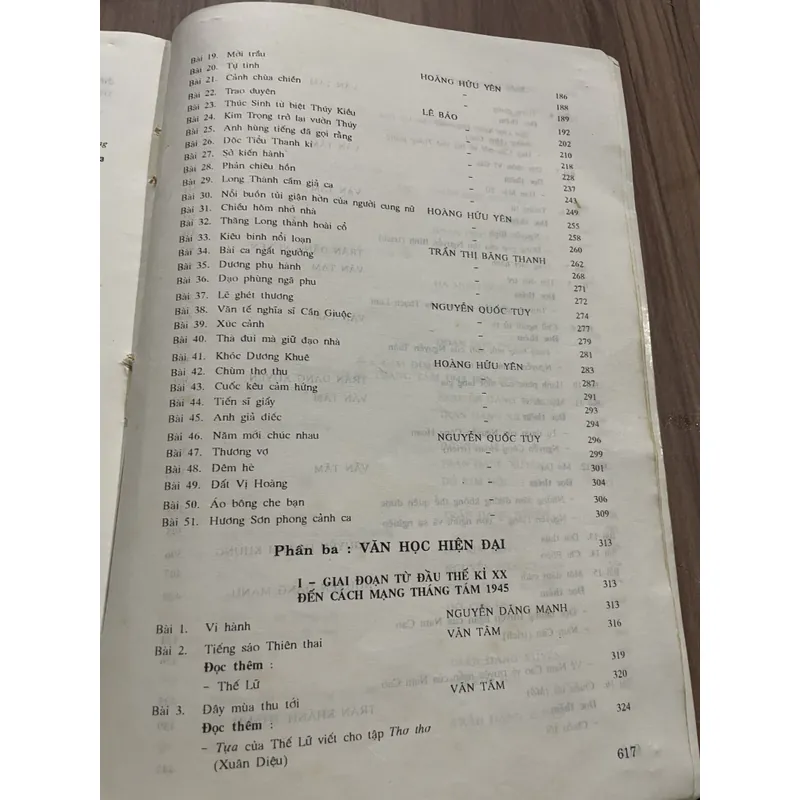 Bài 19. Mời trầu
Bài 20. Tự tình
Bài 21. Cảnh chùa chiền HOÀNG HỮU YÊN 186
Bài 22. Trao duyên " 188
Bài 23. Thúc Sinh từ biệt Thúy Kiều " 189
Bài 24. Kim Trọng trở lại vườn Thúy LÊ BẢO 192
Bài 25. Anh hùng tiếng đã gọi rằng " 202
Bài 26. Độc Tiểu Thanh kí " 210
Bài 27. Sở kiến hành " 218
Bài 28. Phản chiêu hồn " 228
Bài 29. Long Thành cầm giả ca " 237
Bài 30. Nỗi buồn tủi giận hờn của người cung nữ " 243
Bài 31. Chiều hôm nhớ nhà HOÀNG HỮU YÊN 249
Bài 32. Thăng Long thành hoài cổ " 255
Bài 33. Kiêu binh nổi loạn " 258
Bài 34. Bài ca ngất ngưởng TRẦN THỊ BĂNG THANH 260
Bài 35. Dương phụ hành " 262
Bài 36. Đạo phùng ngã phu " 268
271
Bài 37. Lẽ ghét thương " 272
Bài 38. Văn tế nghĩa sĩ Cần Giuộc NGUYỄN QUỐC TÚY 274
Bài 39. Xúc cảnh " 277
Bài 40. Thà đui mà giữ đạo nhà " 279
Bài 41. Khóc Dương Khuê " 281
Bài 42. Chùm thơ thu HOÀNG HỮU YÊN 283
Bài 43. Cuốc kêu cảm hứng " 287
Bài 44. Tiến sĩ giấy " 291
Bài 45. Anh giả điếc " 293
294
Bài 46. Năm mới chúc nhau NGUYỄN QUỐC TÚY 296
Bài 47. Thương vợ " 299
Bài 48. Đêm hè " 301
Bài 49. Đất Vị Hoàng " 304
Bài 50. Áo bông che bạn " 306
Bài 51. Hương Sơn phong cảnh ca " 309
Phần ba : VĂN HỌC HIỆN ĐẠI 313
I – GIAI ĐOẠN TỪ ĐẦU THẾ KỈ XX
ĐẾN CÁCH MẠNG THÁNG TÁM 1945 313
Bài 1. Vi hành NGUYỄN ĐĂNG MẠNH 313
Bài 2. Tiếng sáo Thiên thai VĂN TÂM 316
Đọc thêm :
– Thế Lữ 319
Bài 3. Đây mùa thu tới VĂN TÂM 320
Đọc thêm : 324
– Tựa của Thế Lữ viết cho tập Thơ thơ
(Xuân Diệu)
617